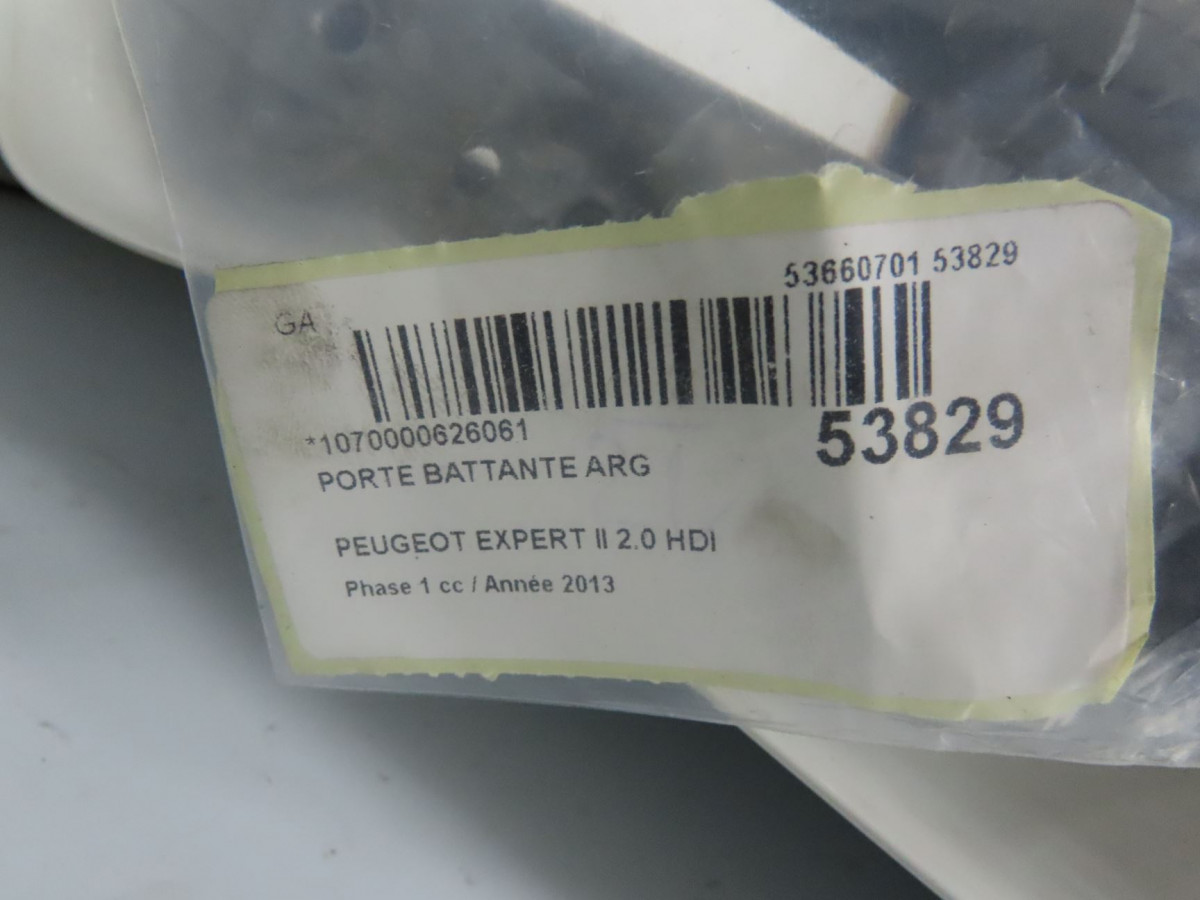 53660701 53829
GA
*1070000626061
53829
PORTE BATTANTE ARG
PEUGEOT EXPERT II 2.0 HDI
Phase 1 cc / Année 2013